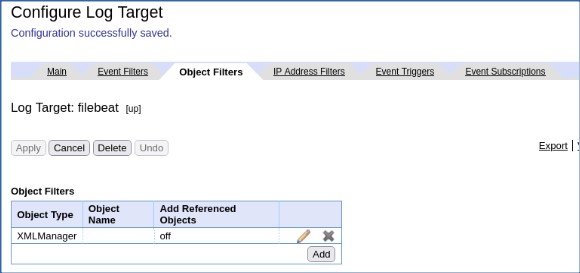 Configure Log Target
Configuration successfully saved.
Main Event Filters Object Filters IP Address Filters Event Triggers Event Subscriptions
Log Target: filebeat [up]
Apply Cancel Delete Undo Export |
Object Filters
Object Type Object Name Add Referenced Objects
XMLManager off
Add